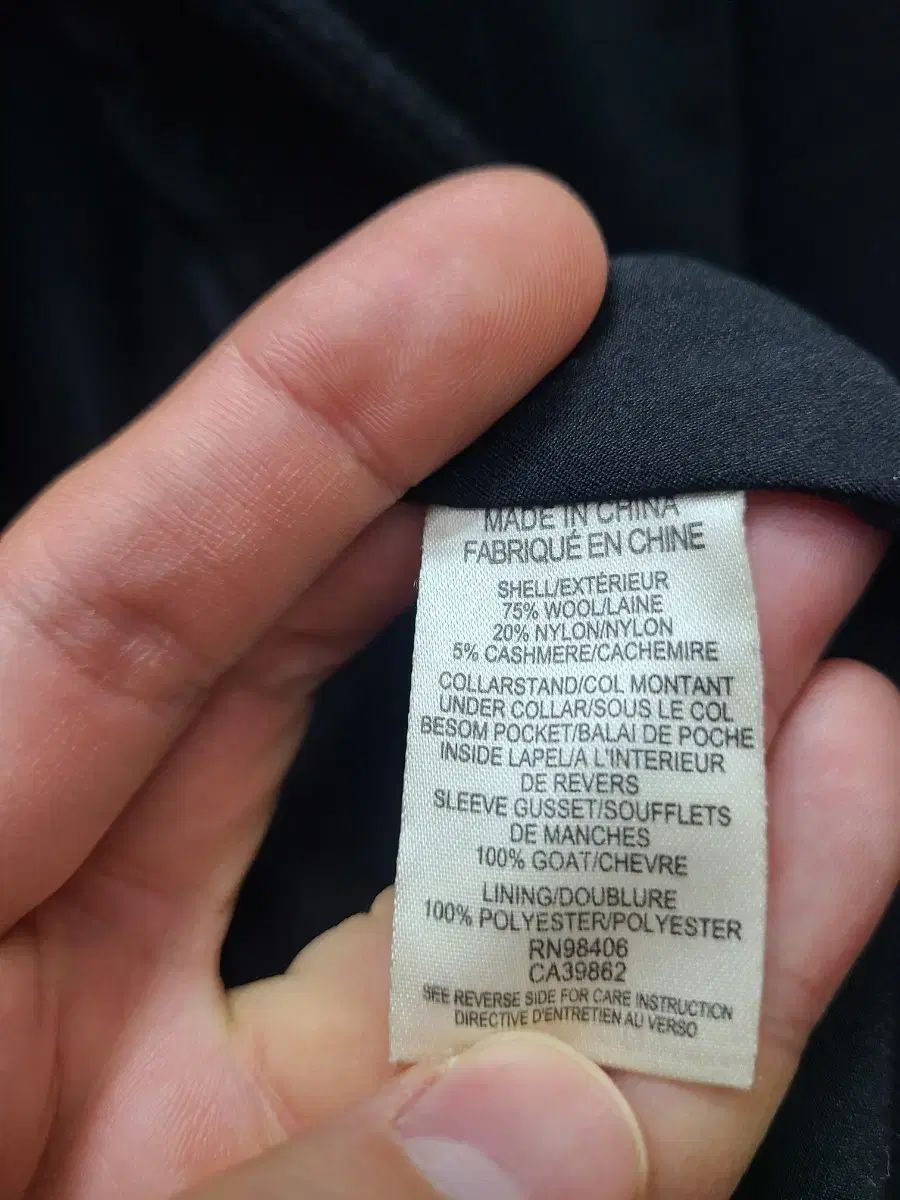 MADE IN CHINA
FABRIQUÉ EN CHINE
SHELL/EXTÉRIEUR
75% WOOL/LAINE
20% NYLON/NYLON
5% CASHMERE/CACHEMIRE
COLLARSTAND/COL MONTANT
UNDER COLLAR/SOUS LE COL
BESOM POCKET/BALAI DE POCHE
INSIDE LAPEL/A L'INTERIEUR
DE REVERS
SLEEVE GUSSET/SOUFFLETS
DE MANCHES
100% GOAT/CHEVRE
LINING/DOUBLURE
100% POLYESTER/POLYESTER
RN98406
CA39862
SEE REVERSE SIDE FOR CARE INSTRUCTION
DIRECTIVE D'ENTRETIEN AU VERSO